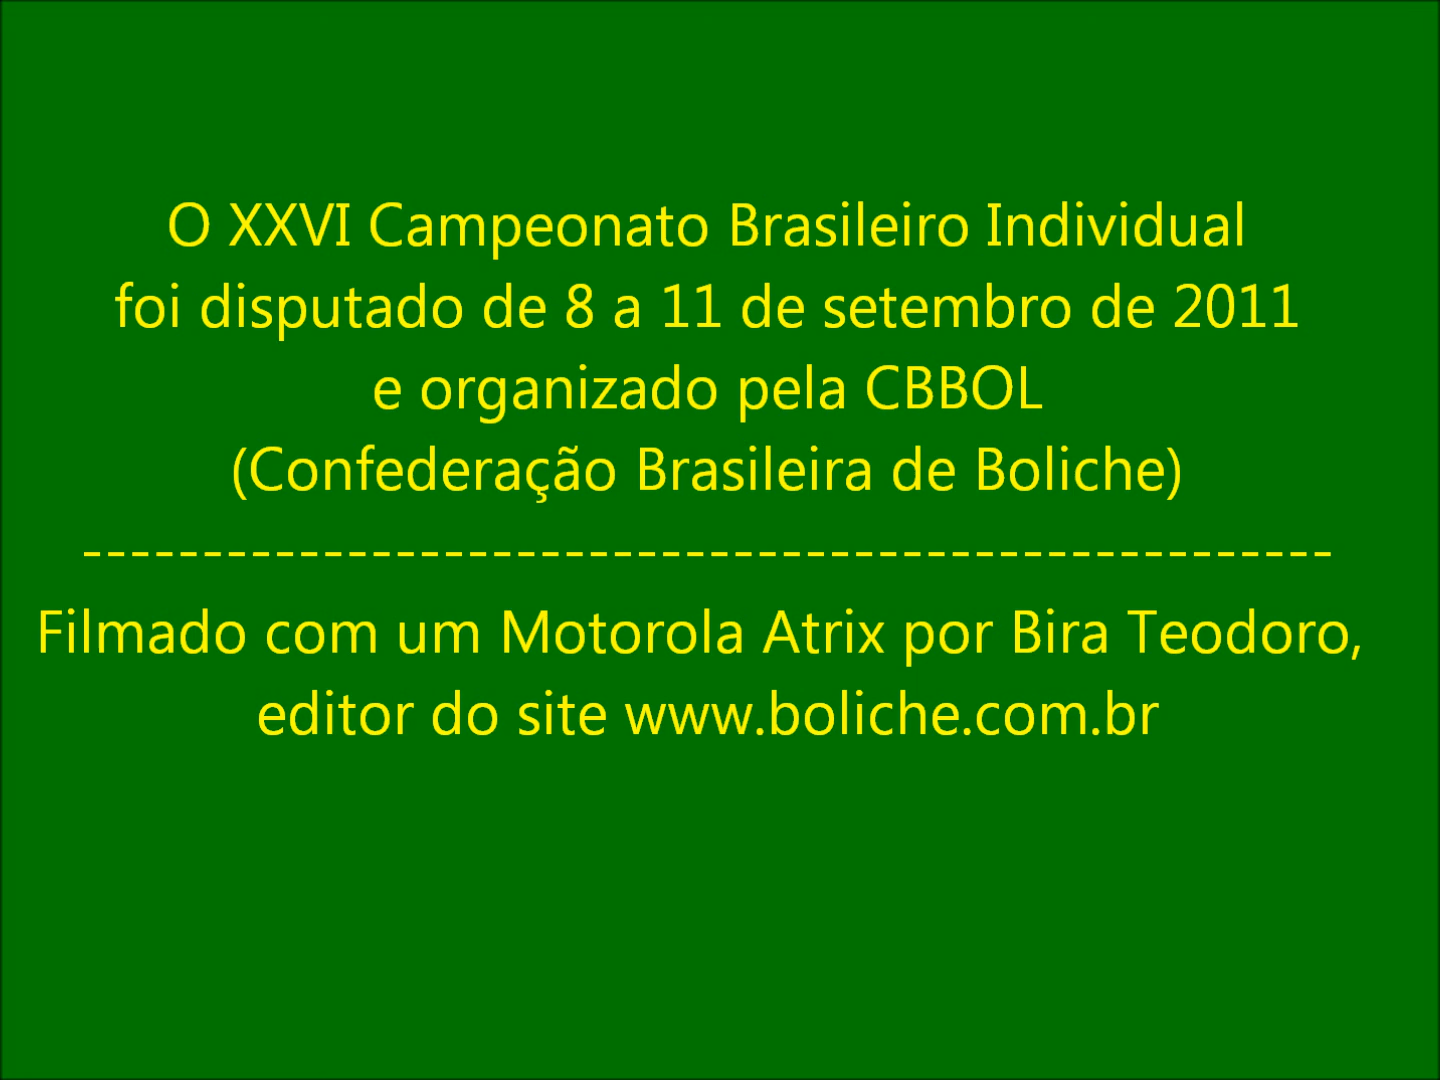 O XXVI Campeonato Brasileiro Individual
foi disputado de 8 a 11 de setembro de 2011
e organizado pela CBBOL
(Confederação Brasileira de Boliche)
----------------------------------------------------
Filmado com um Motorola Atrix por Bira Teodoro,
editor do site www.boliche.com.br